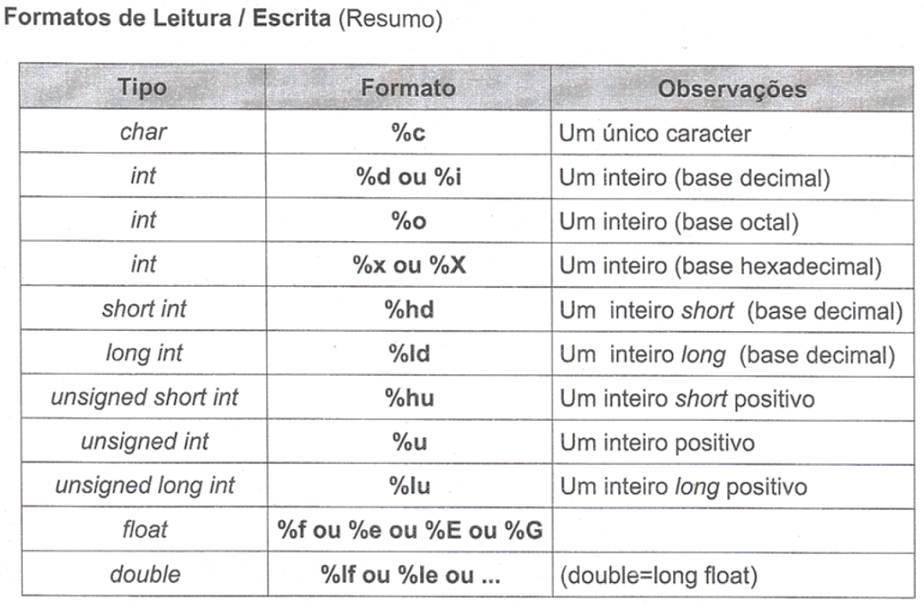 Formatos de Leitura / Escrita (Resumo)
Tipo Formato Observações
char %c Um único caracter
int %d ou %i Um inteiro (base decimal)
int %o Um inteiro (base octal)
int %x ou %X Um inteiro (base hexadecimal)
short int %hd Um inteiro short (base decimal)
long int %ld Um inteiro long (base decimal)
unsigned short int %hu Um inteiro short positivo
unsigned int %u Um inteiro positivo
unsigned long int %lu Um inteiro long positivo
float %f ou %e ou %E ou %G
double %lf ou %le ou ... (double=long float)